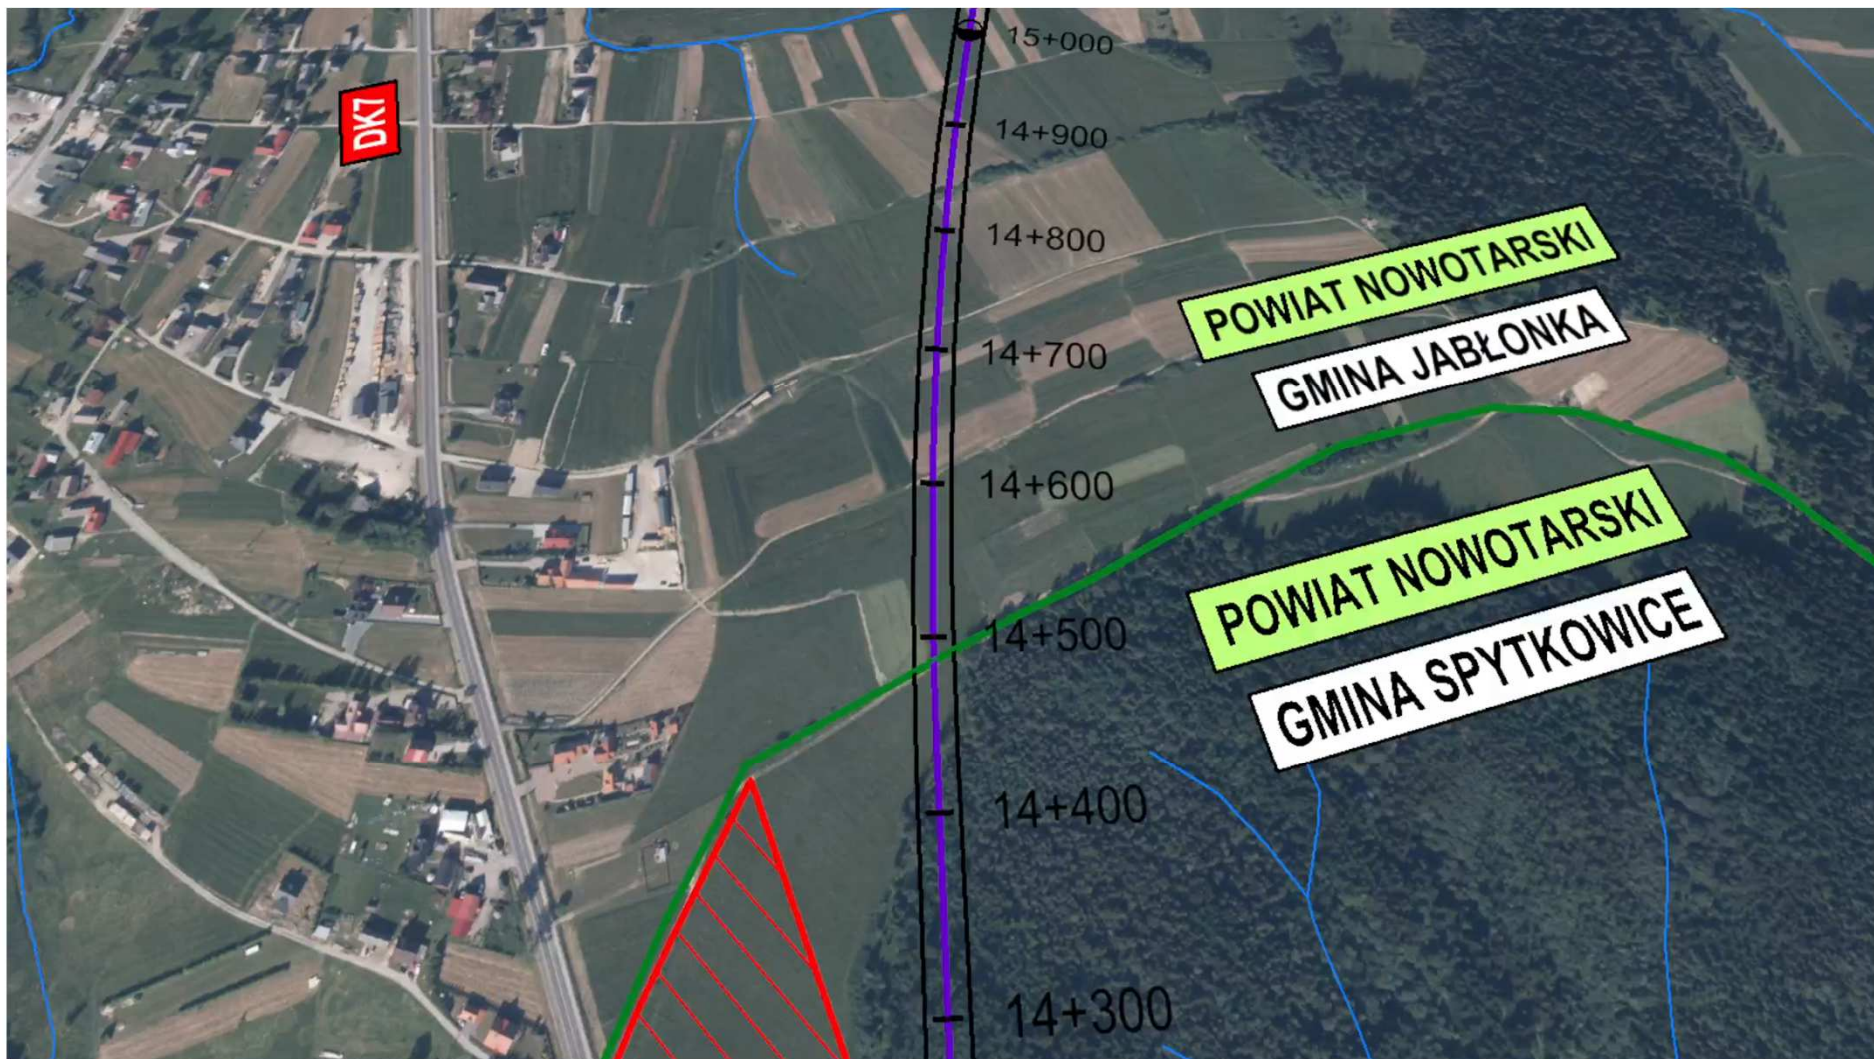 15+000
DK7
14+900
14+800
POWIAT NOWOTARSKI
GMINA JABŁONKA
14+700
14+600
POWIAT NOWOTARSKI
GMINA SPYTKOWICE
14+500
14+400
14+300